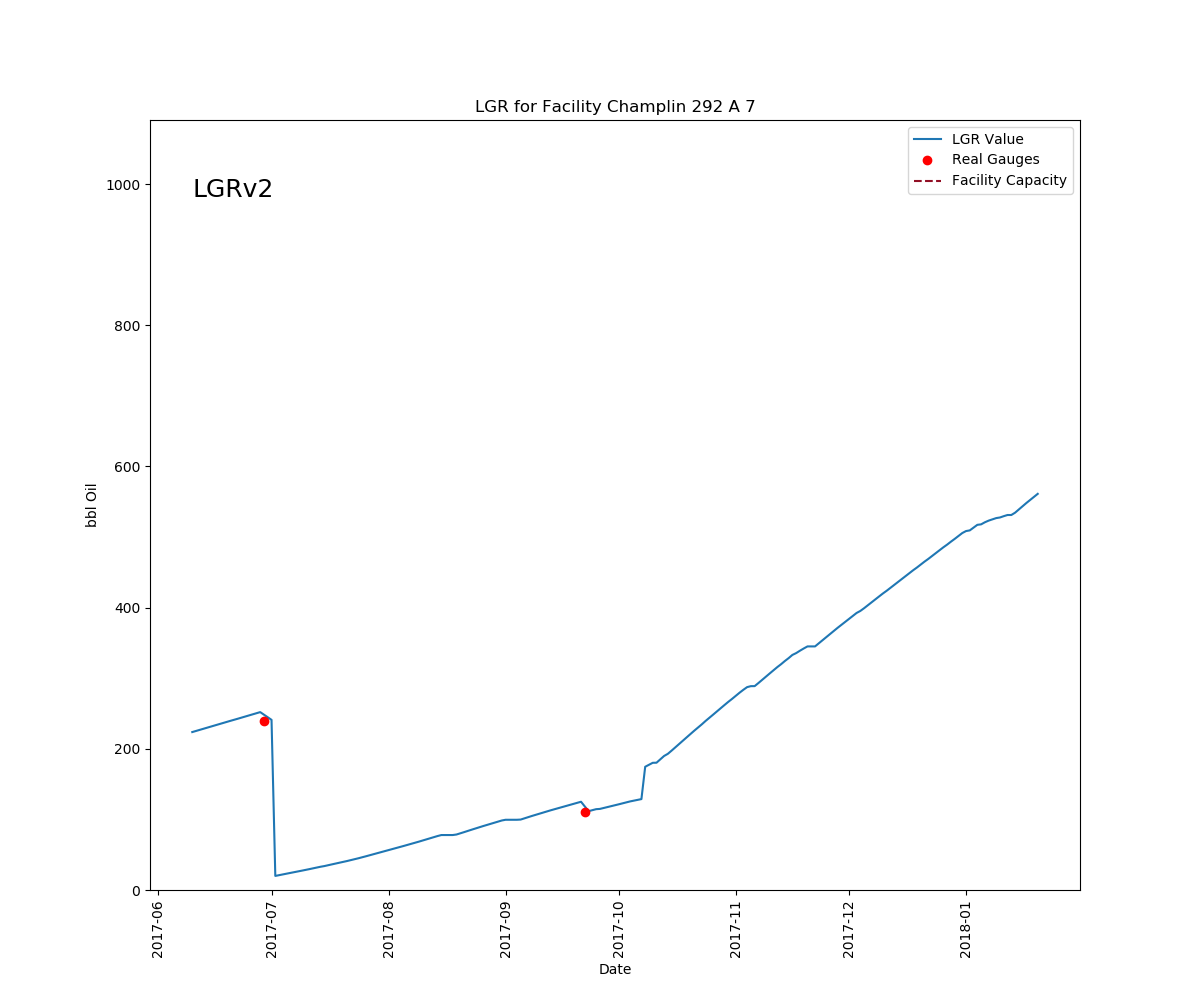 LGR for Facility Champlin 292 A 7
LGR Value
Real Gauges
Facility Capacity
LGRv2
1000
800
600
400
200
0
bbl Oil
2017-06
2017-07
2017-08
2017-09
2017-10
2017-11
2017-12
2018-01
Date